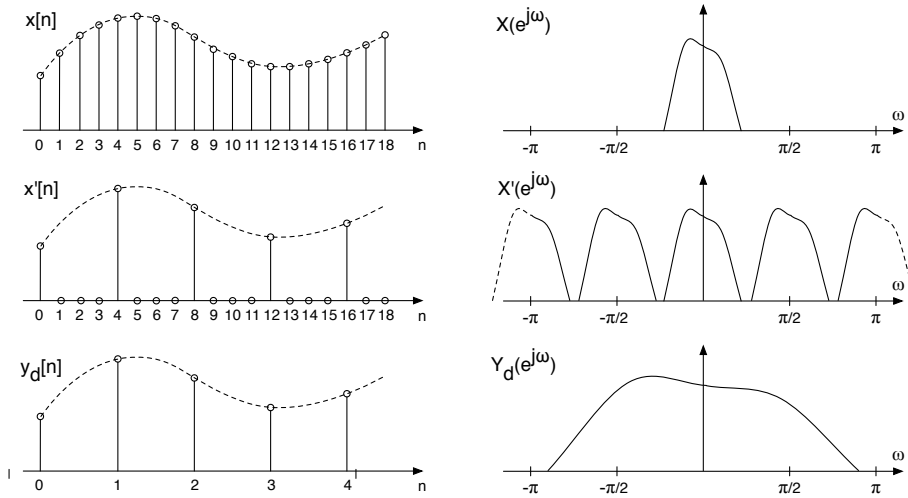 x[n]
0 1 2 3 4 5 6 7 8 9 10 11 12 13 14 15 16 17 18 n
X(e^jω)
ω
-π -π/2 π/2 π
x'[n]
0 1 2 3 4 5 6 7 8 9 10 11 12 13 14 15 16 17 18 n
X'(e^jω)
ω
-π -π/2 π/2 π
y_d[n]
0 1 2 3 4 n
Y_d(e^jω)
ω
-π -π/2 π/2 π